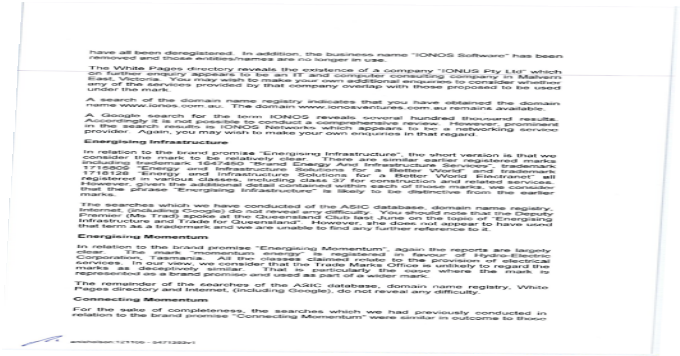 have all been deregistered. In addition, the business name "IONOS Software" has been
removed and those entities/names are no longer in use.
The White Pages directory reveals the existence of a company "IONUS Pty Ltd" which
on further enquiry appears to be an IT and computer consulting company in Malvern
East, Victoria. You may wish to make your own additional enquiries to consider whether
any of the services provided by that company overlap with those proposed to be used
under the mark.
A search of the domain name registry indicates that you have obtained the domain
name www.ionos.com.au. The domain www.ionosventures.com.au remains available.
A Google search for the term IONOS reveals several hundred thousand results.
Accordingly it is not possible to conduct a comprehensive review. However, prominent
in the search results is IONOS Networks which appears to be a networking service
provider. Again, you may wish to make your own enquiries in that regard.
Energising Infrastructure
In relation to the brand promise "Energising Infrastructure", the short version is that we
consider the mark to be relatively clear. There are similar earlier registered marks
including trademark 1647460 "Brand Energy And Infrastructure Services", trademark
1715809 "Energy and Infrastructure Solutions for a Better World" and trademark
1718128 "Energy and Infrastructure Solutions for a Better World Electranet" all
registered in various classes, including class 37 for construction and related services.
However, given the additional detail contained within each of those marks, we consider
that the phrase "Energising Infrastructure" is likely to be distinctive from the earlier
marks.
The searches which we have conducted of the ASIC database, domain name registry,
Internet, (including Google) do not reveal any difficulty. You should note that the Deputy
Premier (Ms Trad) spoke at the Queensland Club last June on the topic of "Energising
Infrastructure and Trade for Queensland". However, she does not appear to have used
that term as a trademark and we are unable to find any further reference to it.
Energising Momentum
In relation to the brand promise "Energising Momentum", again the reports are largely
clear. The mark "momentum energy" is registered in favour of Hydro-Electric
Corporation, Tasmania. All the classes claimed relate to the provision of electrical
services. In our view, we consider that the Trade Marks Office is unlikely to regard the
marks as deceptively similar. That is particularly the case where the mark is
represented as a brand promise and used as part of a wider mark.
The remainder of the searches of the ASIC database, domain name registry, White
Pages directory and Internet, (including Google), do not reveal any difficulty.
Connecting Momentum
For the sake of completeness, the searches which we had previously conducted in
relation to the brand promise "Connecting Momentum" were similar in outcome to those